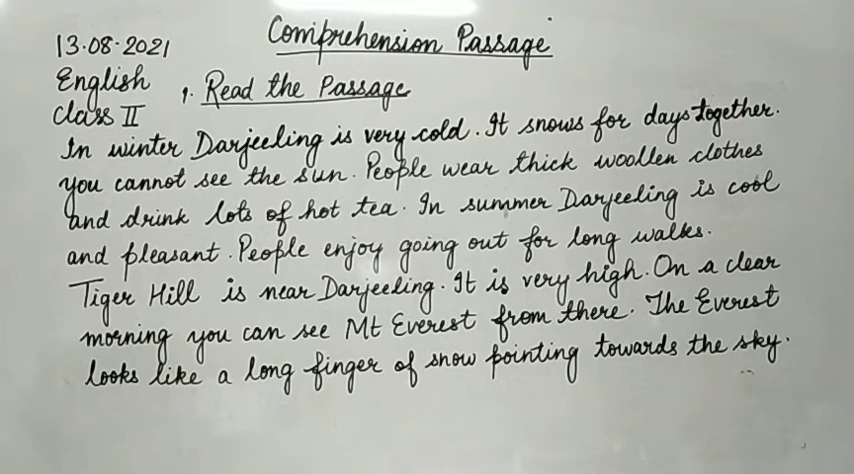 Comprehension Passage
13.08.2021
English
Class II
1. Read the Passage
In winter Darjeeling is very cold. It snows for days together.
you cannot see the sun. People wear thick woollen clothes
and drink lots of hot tea. In summer Darjeeling is cool
and pleasant. People enjoy going out for long walks.
Tiger Hill is near Darjeeling. It is very high. On a clear
morning you can see Mt Everest from there. The Everest
looks like a long finger of snow pointing towards the sky.